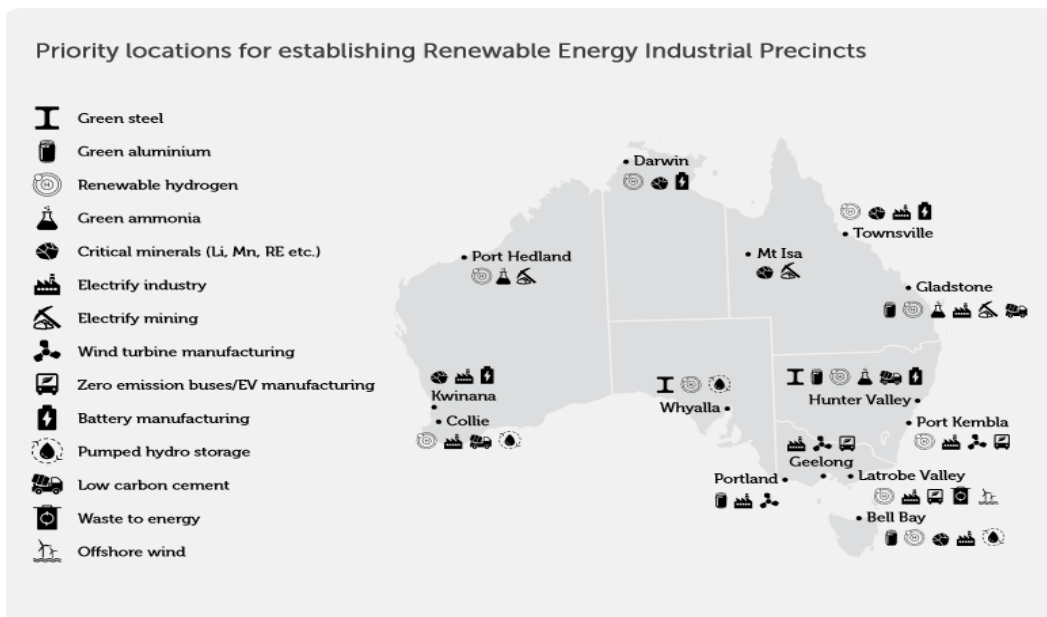 Priority locations for establishing Renewable Energy Industrial Precincts
Green steel
Green aluminium
Renewable hydrogen
Green ammonia
Critical minerals (Li, Mn, RE etc.)
Electrify industry
Electrify mining
Wind turbine manufacturing
Zero emission buses/EV manufacturing
Battery manufacturing
Pumped hydro storage
Low carbon cement
Waste to energy
Offshore wind
Darwin
Townsville
Port Hedland
Mt Isa
Gladstone
Kwinana
Collie
Whyalla
Hunter Valley
Port Kembla
Geelong
Portland
Latrobe Valley
Bell Bay